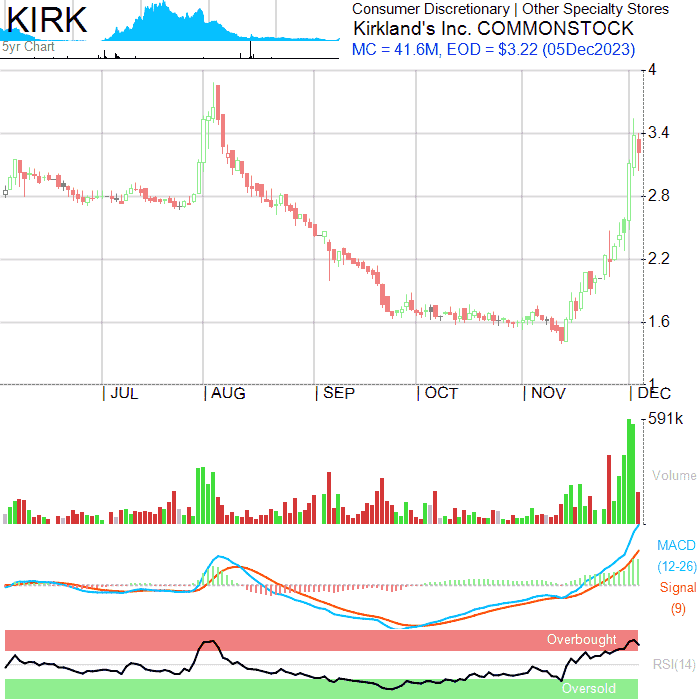 KIRK
5yr Chart
Consumer Discretionary | Other Specialty Stores
Kirkland's Inc. COMMONSTOCK
MC = 41.6M, EOD = $3.22 (05Dec2023)
4
3.4
2.8
2.2
1.6
1
| JUL | AUG | SEP | OCT | NOV | DEC
591k
Volume
MACD
(12-26)
Signal
(9)
Overbought
RSI(14)
Oversold